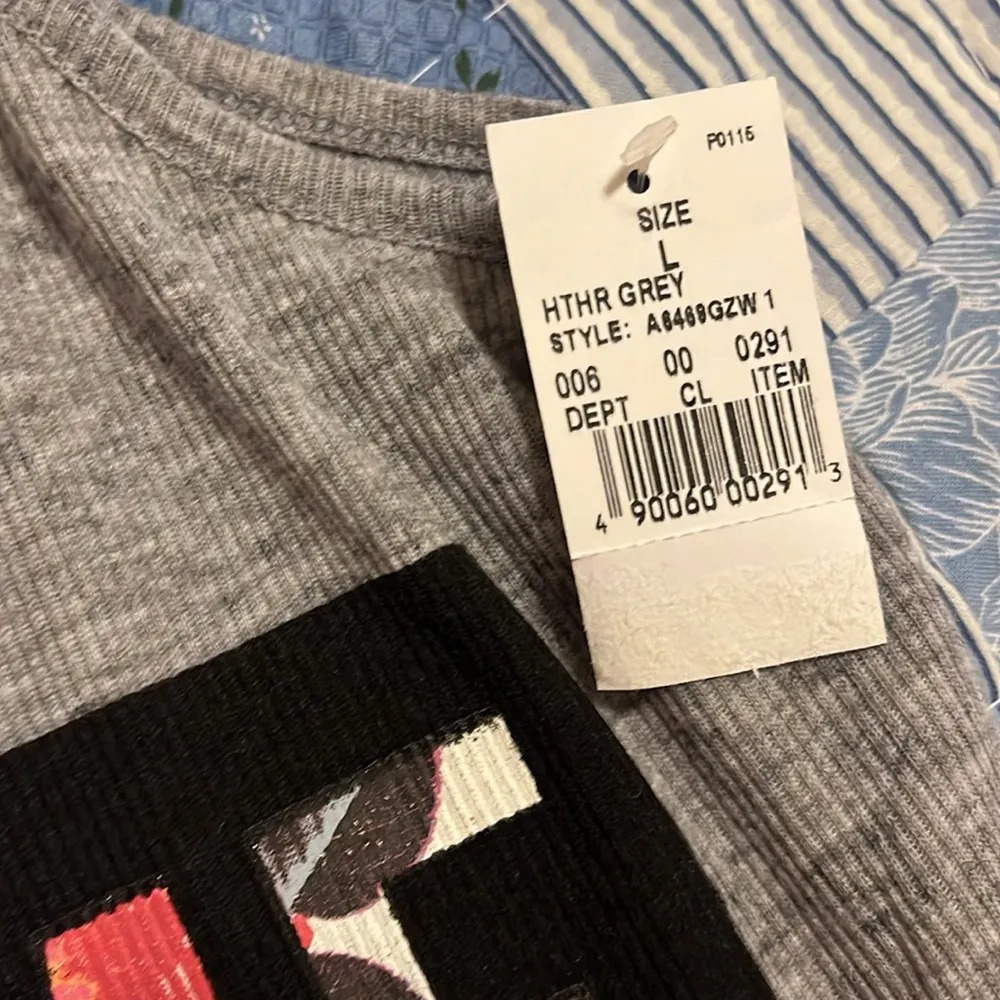 P0115
SIZE
L
HTHR GREY
STYLE: A6469GZW 1
006 00 0291
DEPT CL ITEM
4 90060 00291 3